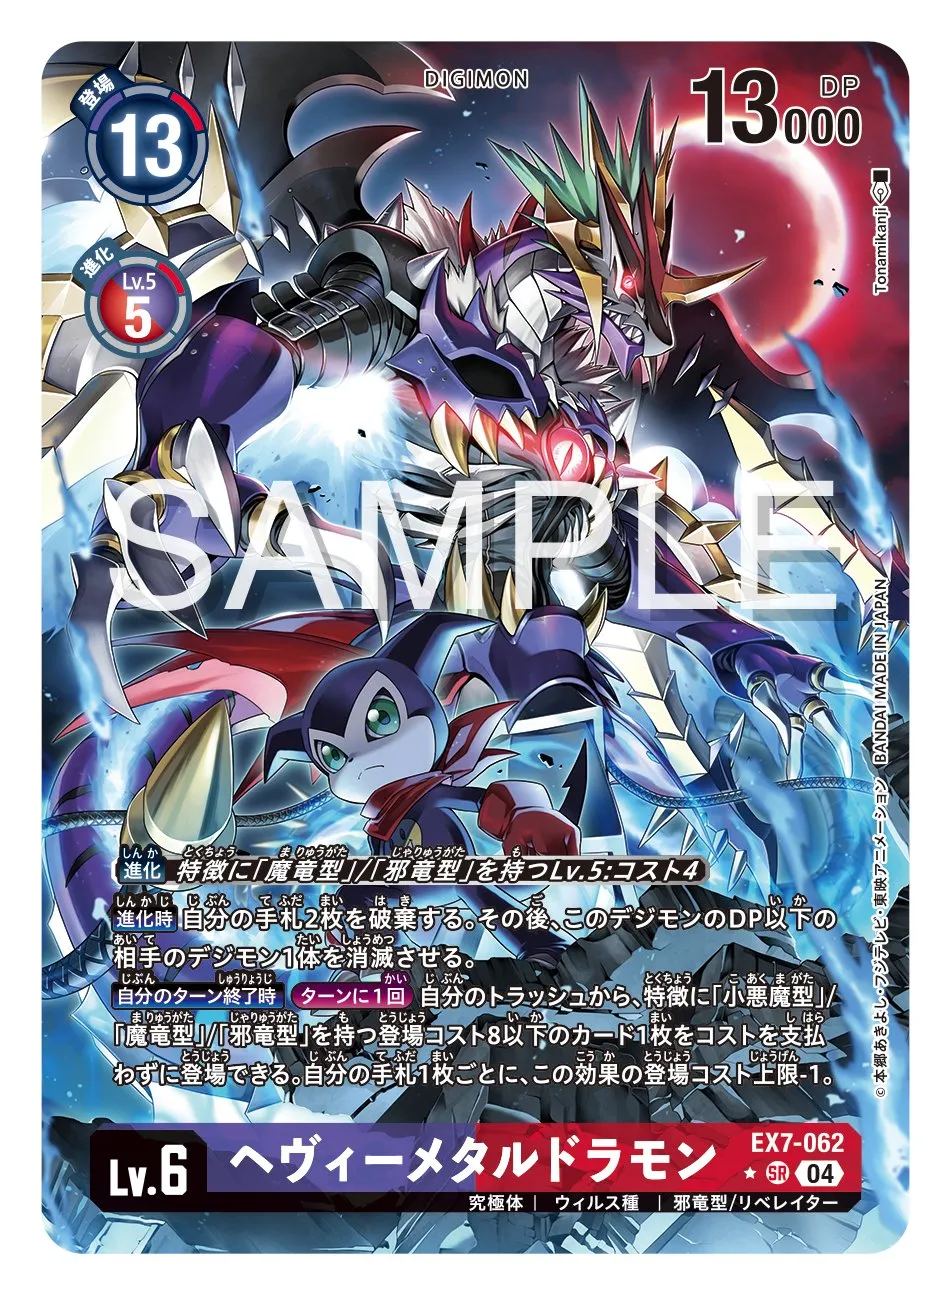 DIGIMON
登場
13
13000
DP
進化
Lv.5
5
Tonamikanji
SAMPLE
BANDAI MADE IN JAPAN
© 本郷あきよし・フジテレビ・東映アニメーション
進化 特徴に「魔竜型」/「邪竜型」を持つLv.5:コスト4
進化時 自分の手札2枚を破棄する。その後、このデジモンのDP以下の
相手のデジモン1体を消滅させる。
自分のターン終了時 ターンに1回 自分のトラッシュから、特徴に「小悪魔型」/
「魔竜型」/「邪竜型」を持つ登場コスト8以下のカード1枚をコストを支払
わずに登場できる。自分の手札1枚ごとに、この効果の登場コスト上限-1。
Lv.6
ヘヴィーメタルドラモン
EX7-062
SR 04
究極体 | ウィルス種 | 邪竜型/リベレイター